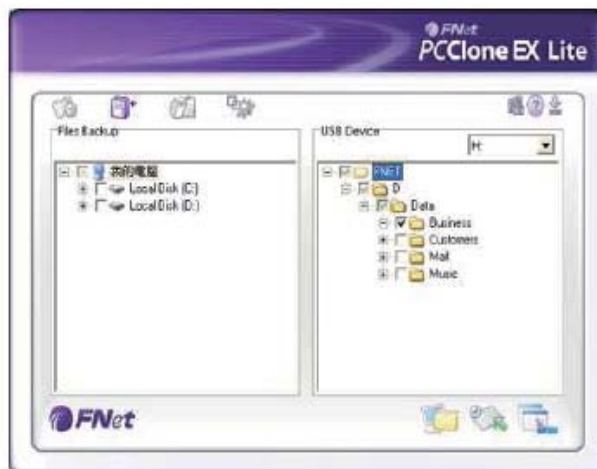 FNet
PCClone EX Lite
Files Backup
USB Device
H:
我的電腦
Local Disk (C:)
Local Disk (D:)
FNET
D
Data
Business
Customers
Mail
Music
FNet